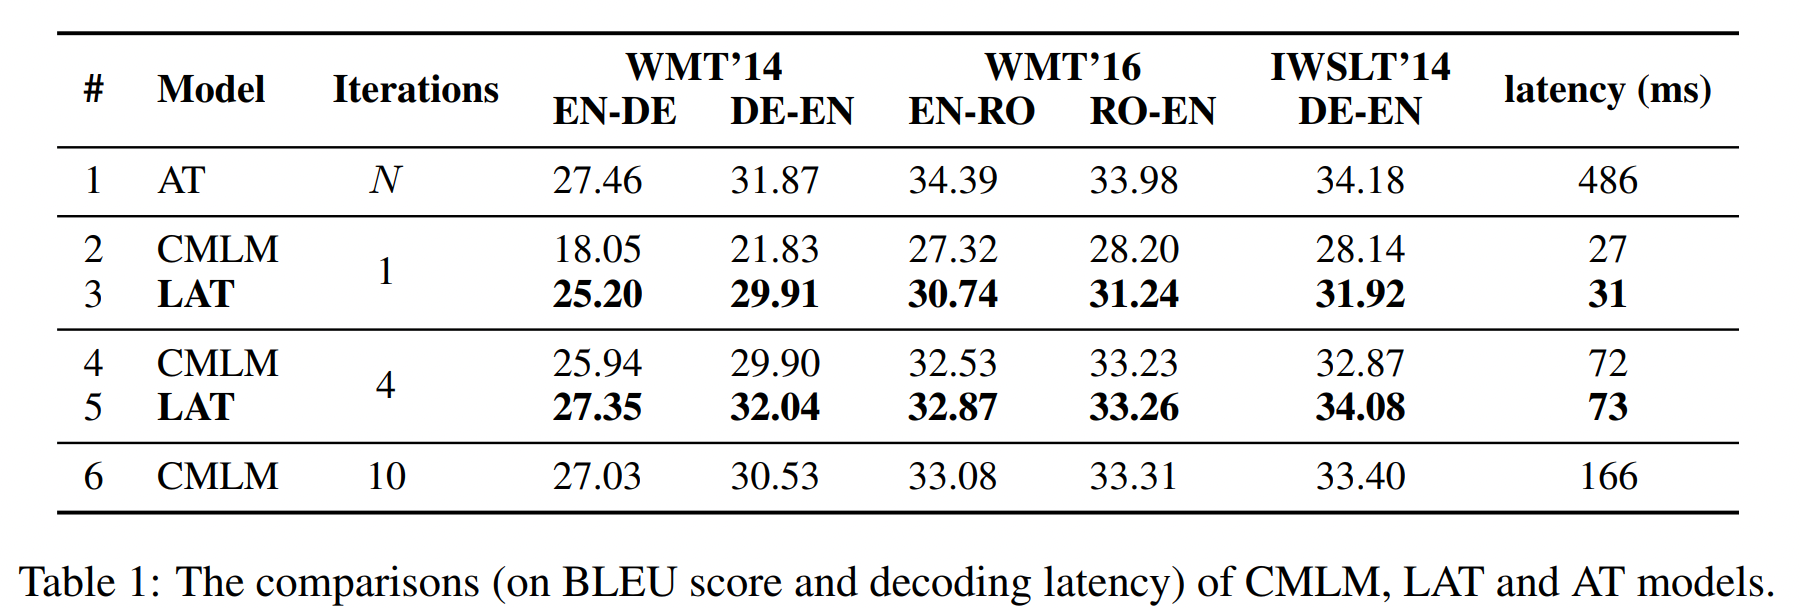 # Model Iterations WMT’14 WMT’16 IWSLT’14 latency (ms)
EN-DE DE-EN EN-RO RO-EN DE-EN
1 AT N 27.46 31.87 34.39 33.98 34.18 486
2 CMLM 1 18.05 21.83 27.32 28.20 28.14 27
3 LAT 25.20 29.91 30.74 31.24 31.92 31
4 CMLM 4 25.94 29.90 32.53 33.23 32.87 72
5 LAT 27.35 32.04 32.87 33.26 34.08 73
6 CMLM 10 27.03 30.53 33.08 33.31 33.40 166
Table 1: The comparisons (on BLEU score and decoding latency) of CMLM, LAT and AT models.